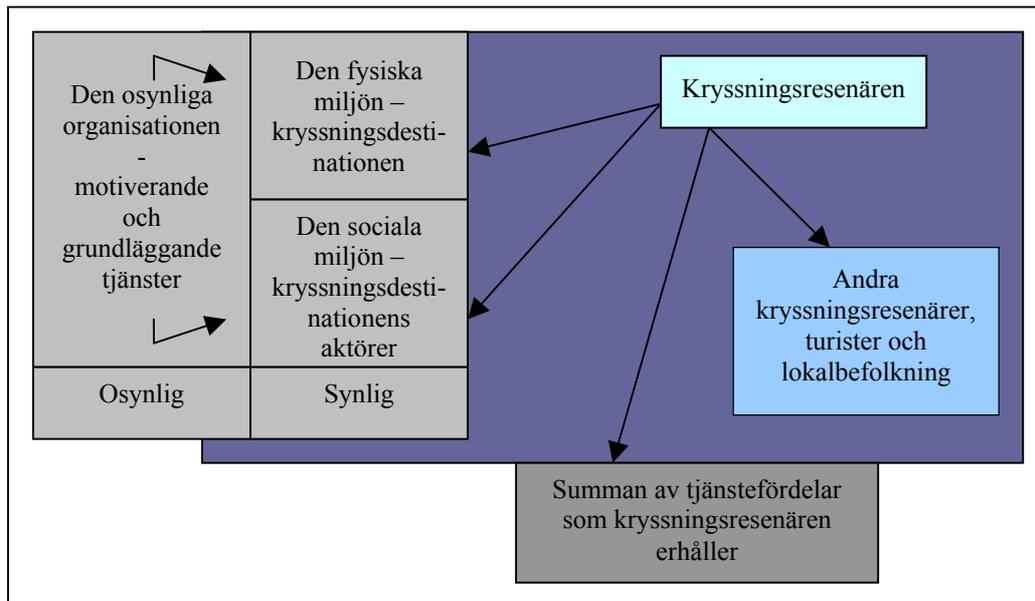 Den osynliga
organisationen
-
motiverande
och
grundläggande
tjänster
Den fysiska
miljön –
kryssningsdesti-
nationen
Den sociala
miljön –
kryssningsdesti-
nationens
aktörer
Osynlig
Synlig
Kryssningsresenären
Andra
kryssningsresenärer,
turister och
lokalbefolkning
Summan av tjänstefördelar
som kryssningsresenären
erhåller